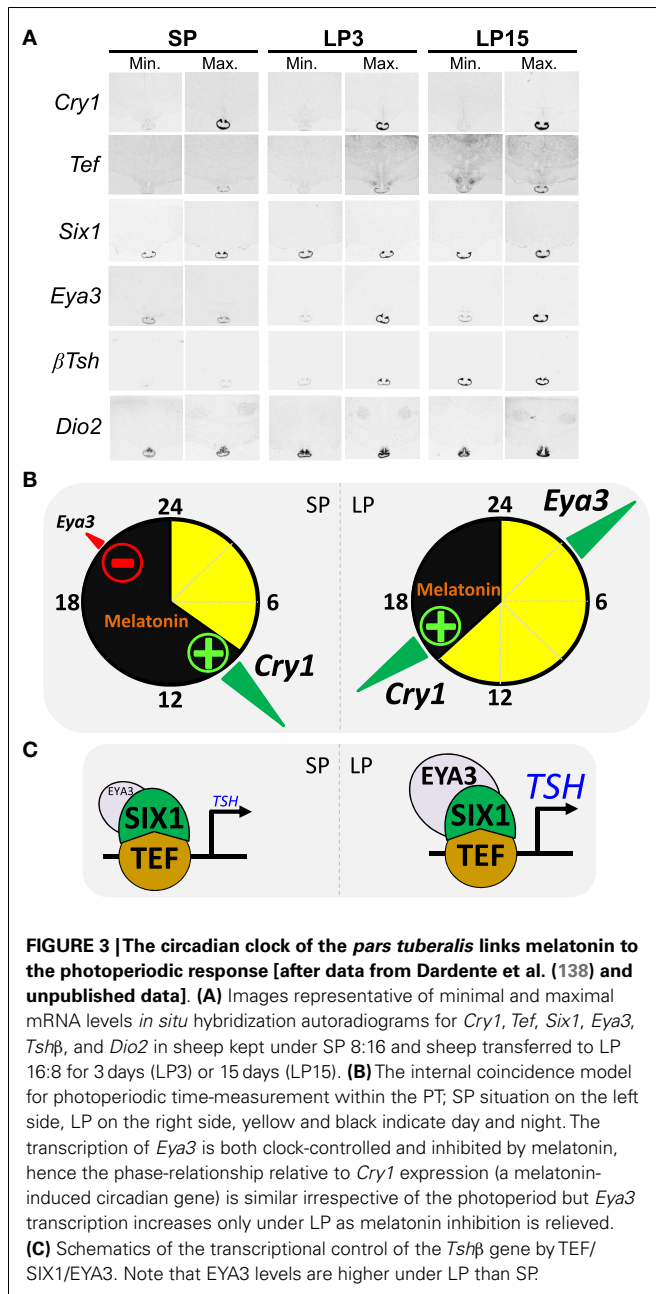 A
SP LP3 LP15
Min. Max. Min. Max. Min. Max.
Cry1
Tef
Six1
Eya3
βTsh
Dio2
B
24 SP LP 24 Eya3
Eya3
18 6 18 6
Melatonin Melatonin
Cry1 Cry1
12 12
C
SP LP
EYA3 TSH EYA3 TSH
SIX1 SIX1
TEF TEF
FIGURE 3 | The circadian clock of the pars tuberalis links melatonin to
the photoperiodic response [after data from Dardente et al. (138) and
unpublished data]. (A) Images representative of minimal and maximal
mRNA levels in situ hybridization autoradiograms for Cry1, Tef, Six1, Eya3,
Tshβ, and Dio2 in sheep kept under SP 8:16 and sheep transferred to LP
16:8 for 3 days (LP3) or 15 days (LP15). (B) The internal coincidence model
for photoperiodic time-measurement within the PT; SP situation on the left
side, LP on the right side, yellow and black indicate day and night. The
transcription of Eya3 is both clock-controlled and inhibited by melatonin,
hence the phase-relationship relative to Cry1 expression (a melatonin-
induced circadian gene) is similar irrespective of the photoperiod but Eya3
transcription increases only under LP as melatonin inhibition is relieved.
(C) Schematics of the transcriptional control of the Tshβ gene by TEF/
SIX1/EYA3. Note that EYA3 levels are higher under LP than SP.